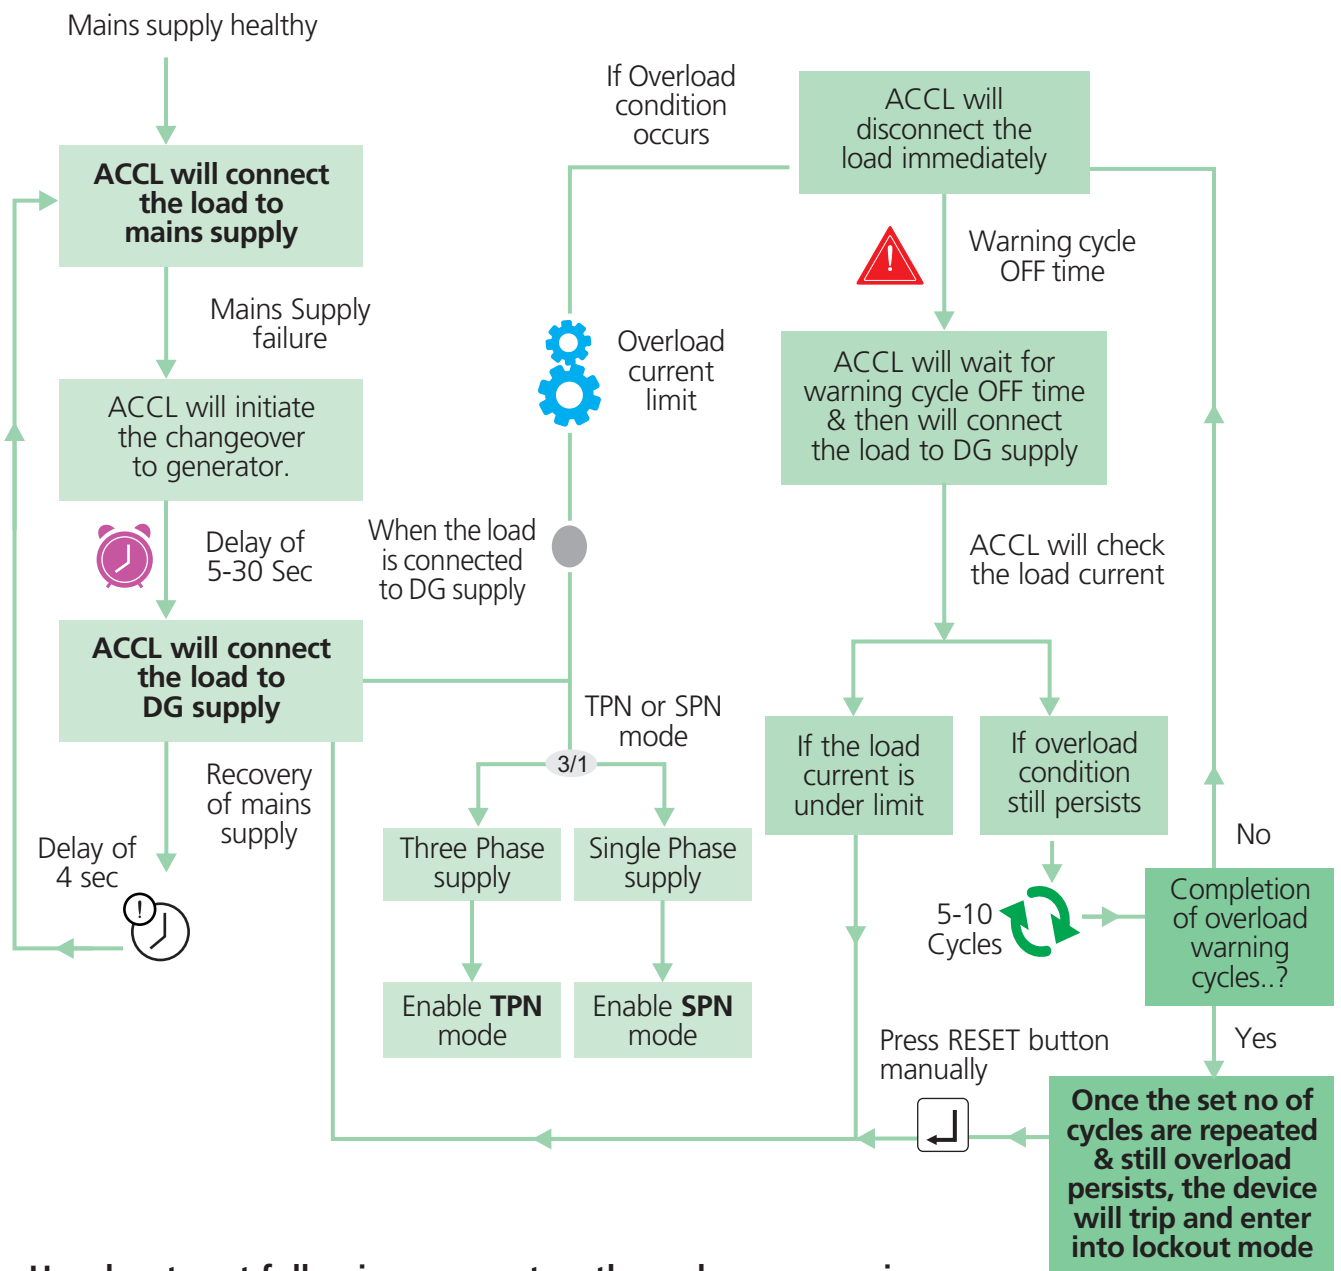 Mains supply healthy
ACCL will connect
the load to
mains supply
Mains Supply
failure
ACCL will initiate
the changeover
to generator.
Delay of
5-30 Sec
ACCL will connect
the load to
DG supply
Recovery
of mains
supply
Delay of
4 sec
When the load
is connected
to DG supply
TPN or SPN
mode
3/1
Three Phase
supply
Single Phase
supply
Enable TPN
mode
Enable SPN
mode
Overload
current
limit
If Overload
condition
occurs
ACCL will
disconnect the
load immediately
Warning cycle
OFF time
ACCL will wait for
warning cycle OFF time
& then will connect
the load to DG supply
ACCL will check
the load current
If the load
current is
under limit
If overload
condition
still persists
5-10
Cycles
No
Completion
of overload
warning
cycles..?
Yes
Press RESET button
manually
Once the set no of
cycles are repeated
& still overload
persists, the device
will trip and enter
into lockout mode